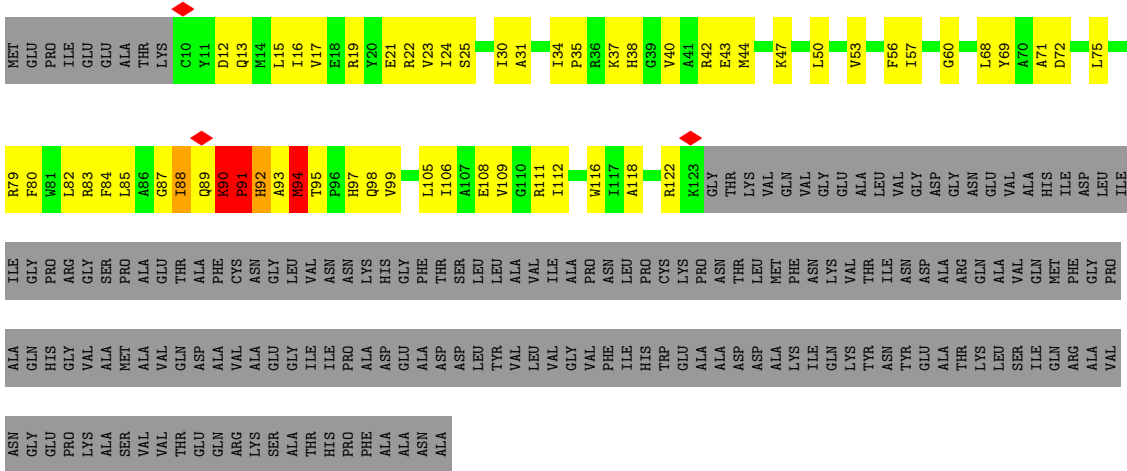 MET GLU PRO ILE GLU GLU ALA THR LYS C10 Y11 D12 Q13 M14 L15 I16 V17 E18 R19 Y20 E21 R22 V23 I24 S25 I30 A31 I34 P35 R36 K37 H38 G39 V40 A41 R42 E43 M44 K47 L50 V53 F56 I57 G60 L68 Y69 A70 A71 D72 L75
R79 F80 W81 L82 R83 F84 L85 A86 G87 I88 Q89 K90 P91 H92 A93 M94 T95 P96 H97 Q98 V99 L105 I106 A107 E108 V109 G110 R111 I112 W116 I117 A118 R122 K123 GLY THR LYS VAL GLN VAL GLY GLU ALA LEU VAL GLY ASP GLY ASN GLU VAL ALA HIS ILE ASP LEU ILE
ILE GLY PRO ARG GLY SER PRO ALA GLU THR ALA PHE CYS ASN GLY LEU VAL ASN ASN LYS HIS GLY PHE THR SER LEU LEU ALA VAL ILE ALA PRO ASN LEU PRO CYS LYS PRO ASN THR LEU MET PHE ASN LYS VAL THR ILE ASN ASP ALA ARG GLN ALA VAL GLN MET PHE GLY PRO
ALA GLN HIS GLY VAL ALA MET ALA VAL GLN ASP ALA VAL ALA GLU GLY ILE ILE PRO ALA ASP GLU ALA ASP ASP LEU TYR VAL LEU VAL GLY VAL PHE ILE HIS TRP GLU ALA ALA ASP ASP ALA LYS ILE GLN LYS TYR ASN TYR GLU ALA THR LYS LEU SER ILE GLN ARG ALA VAL
ASN GLY GLU PRO LYS ALA SER VAL VAL THR GLU GLN ARG LYS SER ALA THR HIS PRO PHE ALA ALA ASN ALA